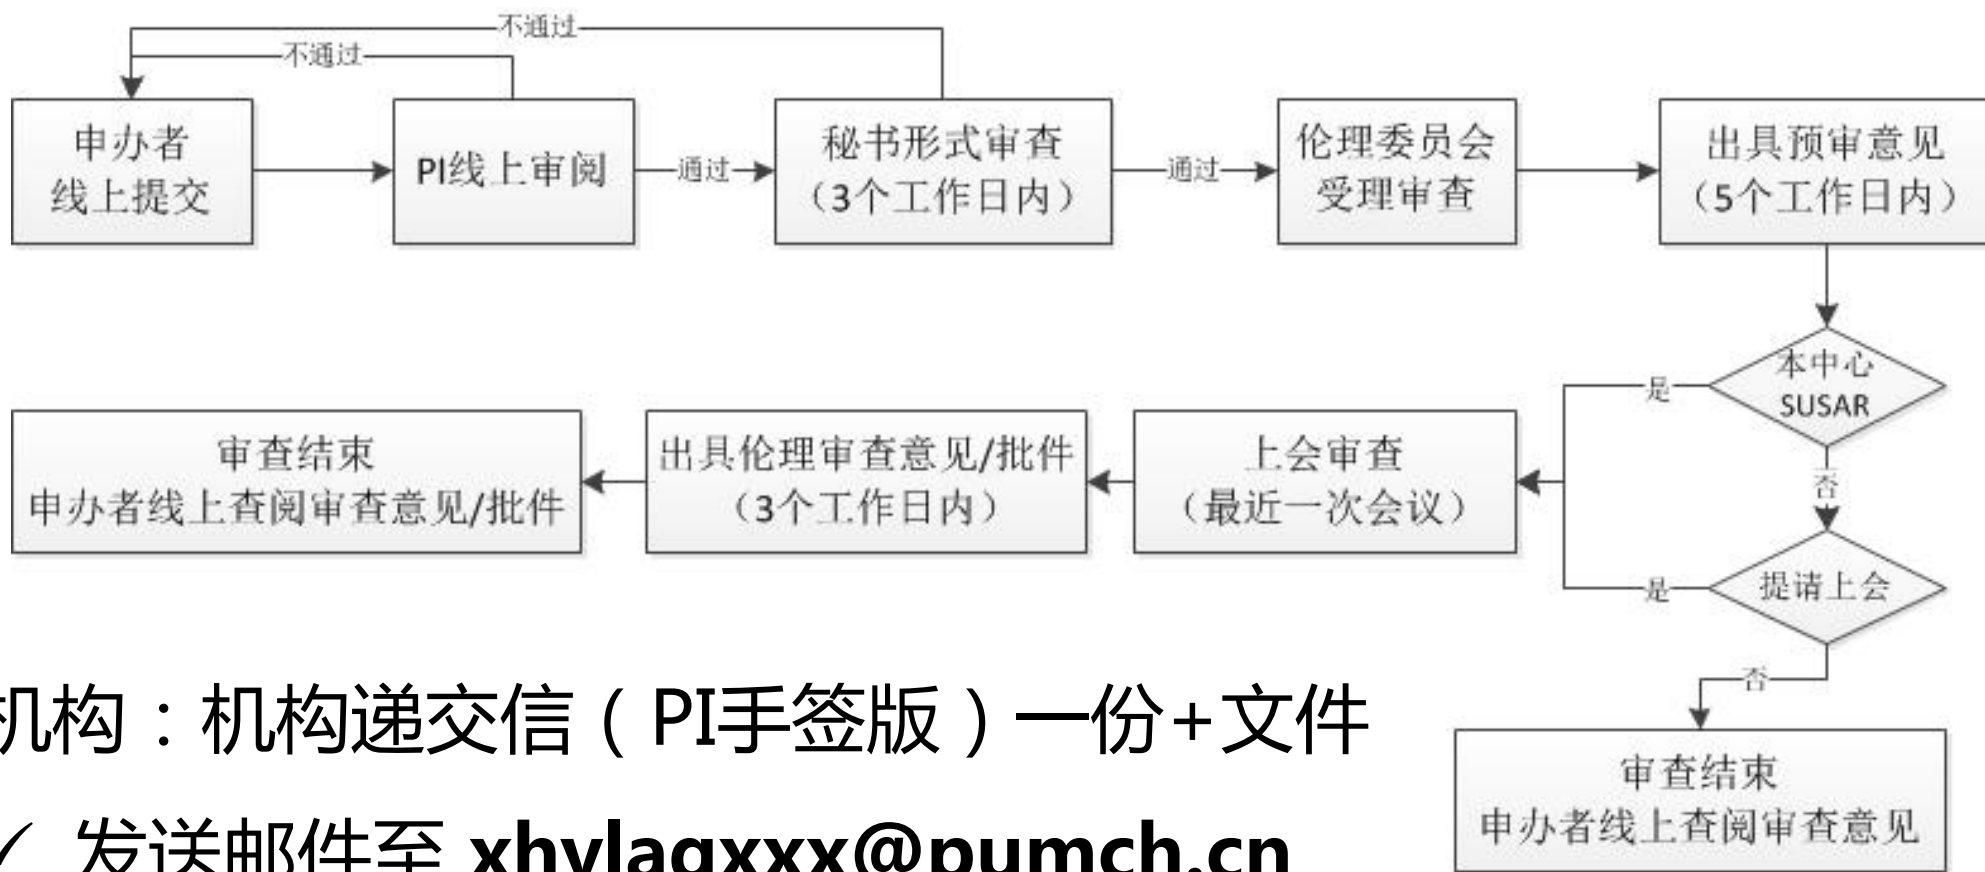 不通过
不通过
申办者
线上提交
PI线上审阅
通过
秘书形式审查
（3个工作日内）
通过
伦理委员会
受理审查
出具预审意见
（5个工作日内）
本中心
SUSAR
是
否
提请上会
是
否
上会审查
（最近一次会议）
出具伦理审查意见/批件
（3个工作日内）
审查结束
申办者线上查阅审查意见/批件
审查结束
申办者线上查阅审查意见
机构：机构递交信（PI手签版）一份+文件
✓ 发送邮件至 xhylaqxxx@pumch.cn